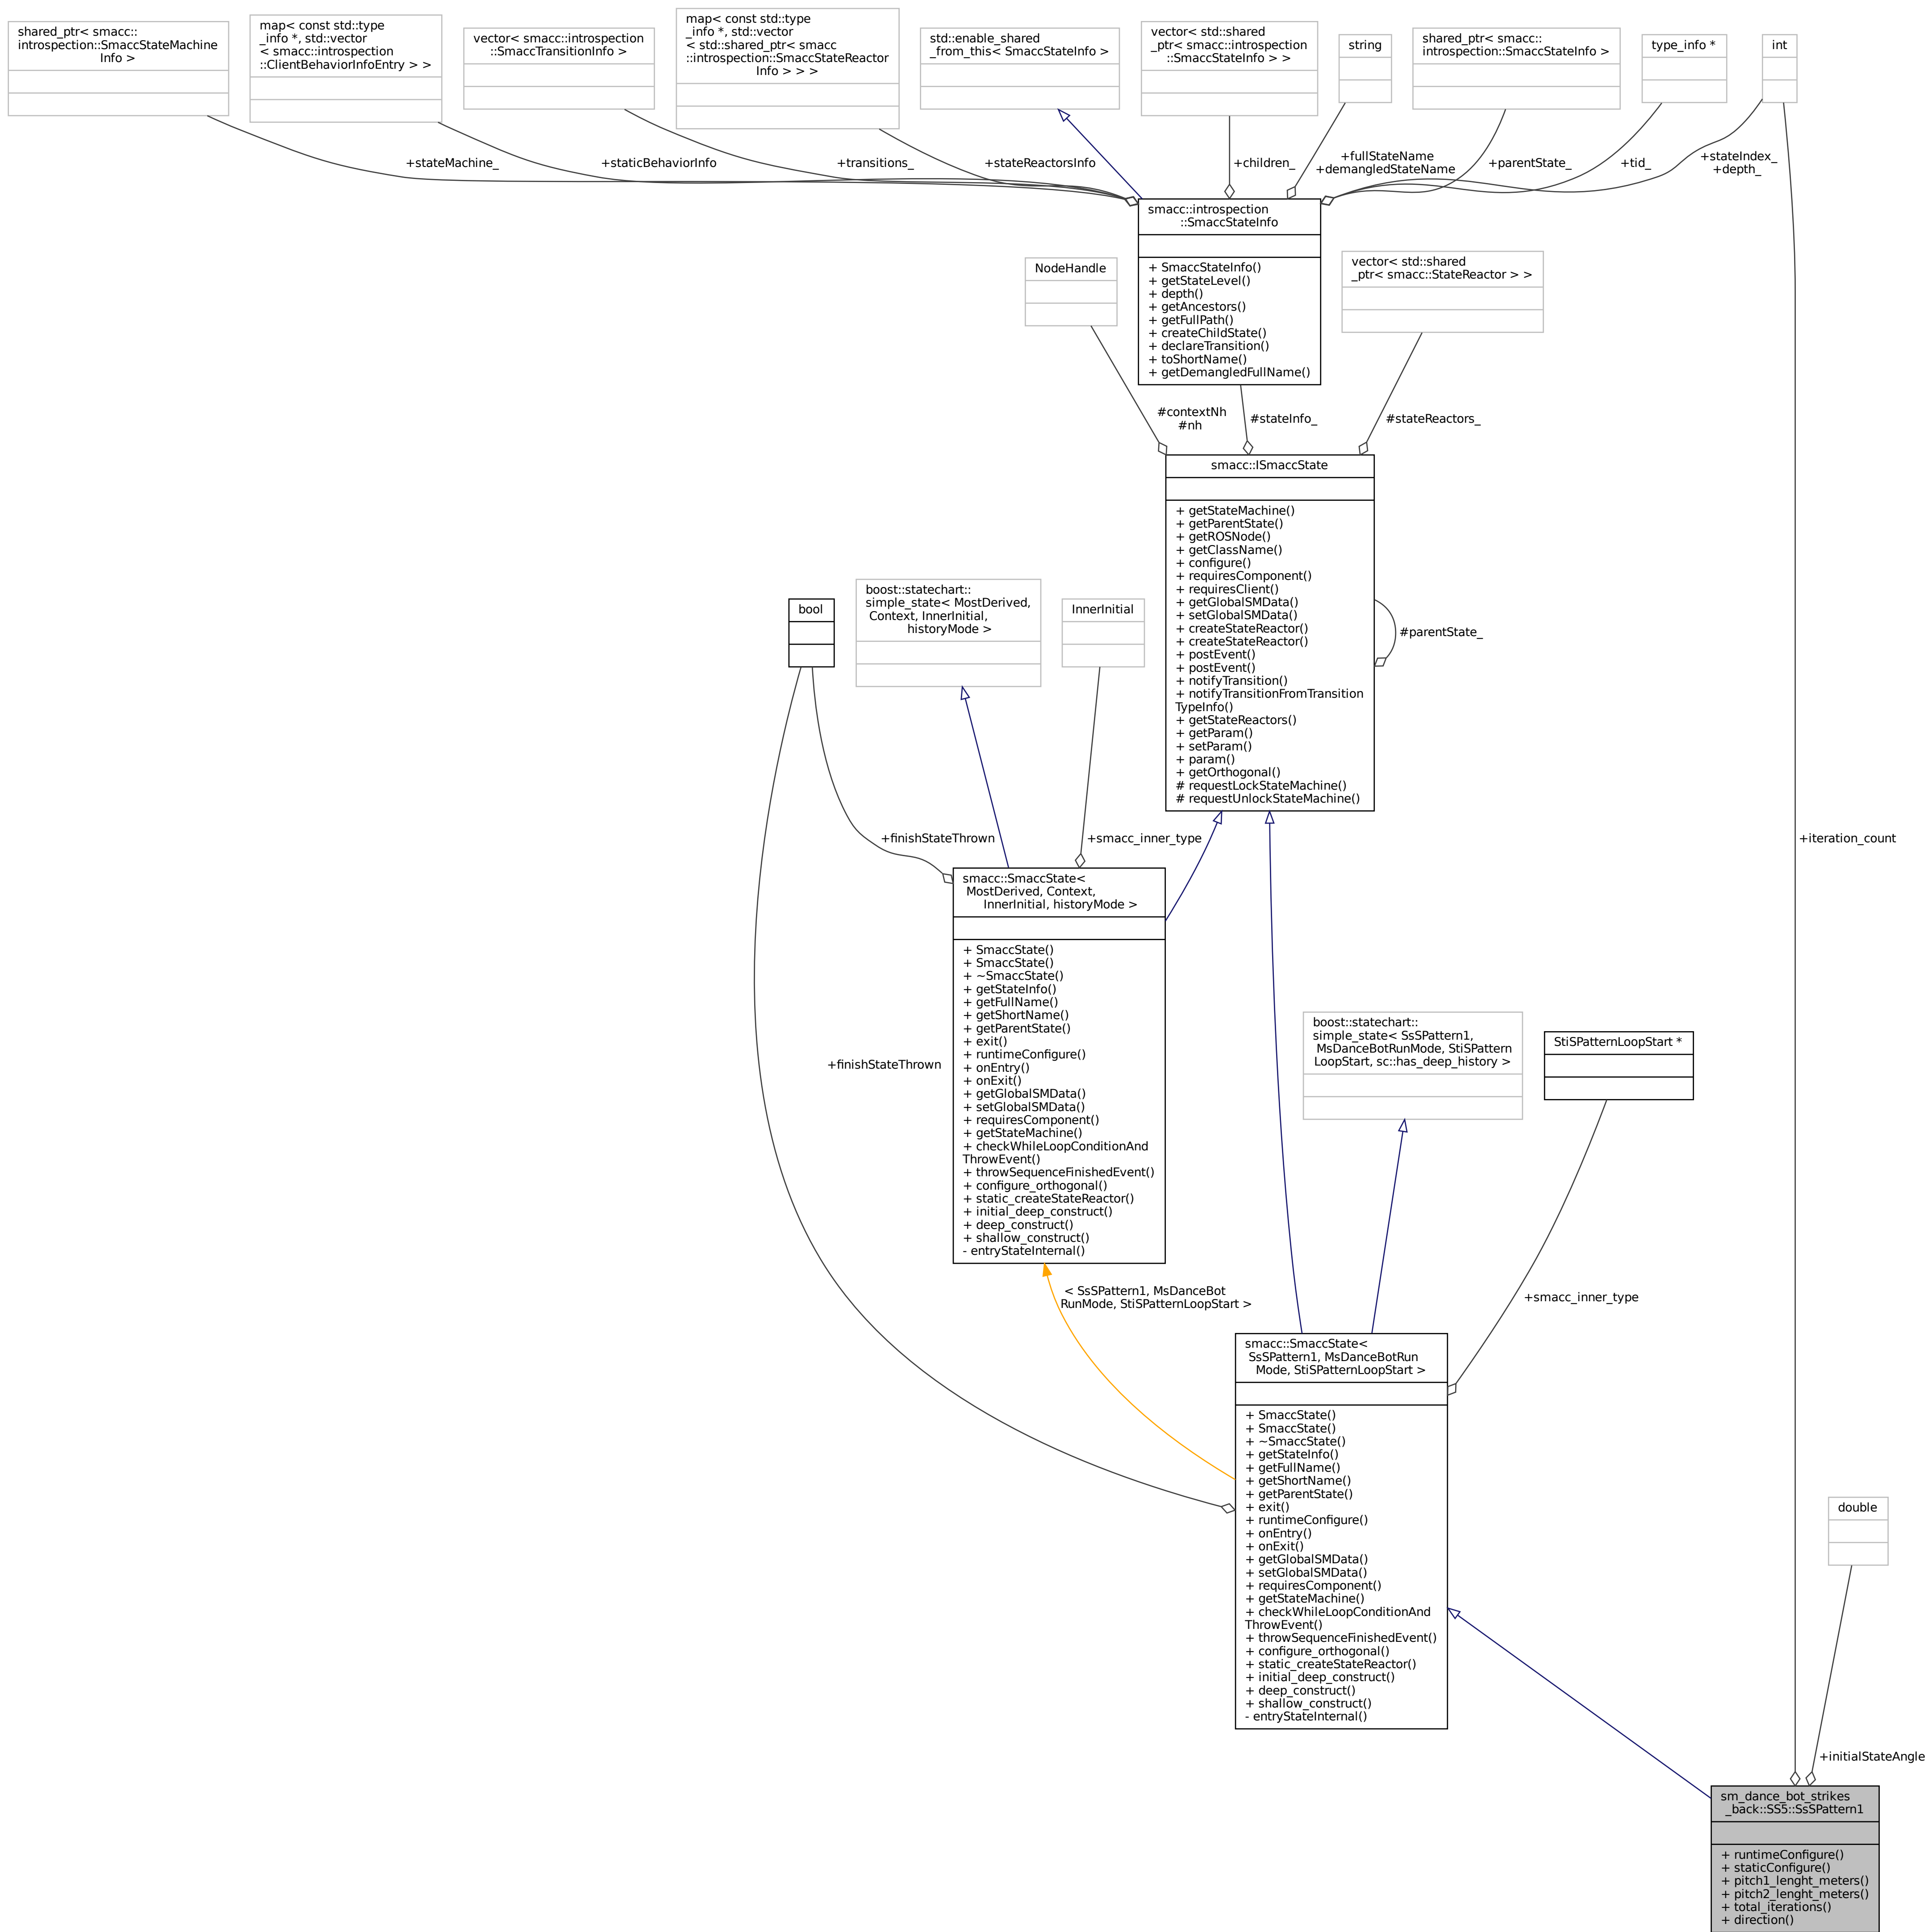 shared_ptr< smacc::
introspection::SmaccStateMachine
Info >
map< const std::type
_info *, std::vector
< smacc::introspection
::ClientBehaviorInfoEntry > >
vector< smacc::introspection
::SmaccTransitionInfo >
map< const std::type
_info *, std::vector
< std::shared_ptr< smacc
::introspection::SmaccStateReactor
Info > > >
std::enable_shared
_from_this< SmaccStateInfo >
vector< std::shared
_ptr< smacc::introspection
::SmaccStateInfo > >
string
shared_ptr< smacc::
introspection::SmaccStateInfo >
type_info *
int
+stateMachine_
+staticBehaviorInfo
+transitions_
+stateReactorsInfo
+children_
+fullStateName
+demangledStateName
+parentState_
+tid_
+stateIndex_
+depth_
smacc::introspection
::SmaccStateInfo
+ SmaccStateInfo()
+ getStateLevel()
+ depth()
+ getAncestors()
+ getFullPath()
+ createChildState()
+ declareTransition()
+ toShortName()
+ getDemangledFullName()
NodeHandle
vector< std::shared
_ptr< smacc::StateReactor > >
#contextNh
#nh
#stateInfo_
#stateReactors_
smacc::ISmaccState
+ getStateMachine()
+ getParentState()
+ getROSNode()
+ getClassName()
+ configure()
+ requiresComponent()
+ requiresClient()
+ getGlobalSMData()
+ setGlobalSMData()
+ createStateReactor()
+ createStateReactor()
+ postEvent()
+ postEvent()
+ notifyTransition()
+ notifyTransitionFromTransition
TypeInfo()
+ getStateReactors()
+ getParam()
+ setParam()
+ param()
+ getOrthogonal()
# requestLockStateMachine()
# requestUnlockStateMachine()
#parentState_
bool
boost::statechart::
simple_state< MostDerived,
Context, InnerInitial,
historyMode >
InnerInitial
+finishStateThrown
+smacc_inner_type
+iteration_count
smacc::SmaccState<
MostDerived, Context,
InnerInitial, historyMode >
+ SmaccState()
+ SmaccState()
+ ~SmaccState()
+ getStateInfo()
+ getFullName()
+ getShortName()
+ getParentState()
+ exit()
+ runtimeConfigure()
+ onEntry()
+ onExit()
+ getGlobalSMData()
+ setGlobalSMData()
+ requiresComponent()
+ getStateMachine()
+ checkWhileLoopConditionAnd
ThrowEvent()
+ throwSequenceFinishedEvent()
+ configure_orthogonal()
+ static_createStateReactor()
+ initial_deep_construct()
+ deep_construct()
+ shallow_construct()
- entryStateInternal()
+finishStateThrown
boost::statechart::
simple_state< SsSPattern1,
MsDanceBotRunMode, StiSPattern
LoopStart, sc::has_deep_history >
StiSPatternLoopStart *
< SsSPattern1, MsDanceBot
RunMode, StiSPatternLoopStart >
+smacc_inner_type
smacc::SmaccState<
SsSPattern1, MsDanceBotRun
Mode, StiSPatternLoopStart >
+ SmaccState()
+ SmaccState()
+ ~SmaccState()
+ getStateInfo()
+ getFullName()
+ getShortName()
+ getParentState()
+ exit()
+ runtimeConfigure()
+ onEntry()
+ onExit()
+ getGlobalSMData()
+ setGlobalSMData()
+ requiresComponent()
+ getStateMachine()
+ checkWhileLoopConditionAnd
ThrowEvent()
+ throwSequenceFinishedEvent()
+ configure_orthogonal()
+ static_createStateReactor()
+ initial_deep_construct()
+ deep_construct()
+ shallow_construct()
- entryStateInternal()
double
+initialStateAngle
sm_dance_bot_strikes
_back::SS5::SsSPattern1
+ runtimeConfigure()
+ staticConfigure()
+ pitch1_lenght_meters()
+ pitch2_lenght_meters()
+ total_iterations()
+ direction()